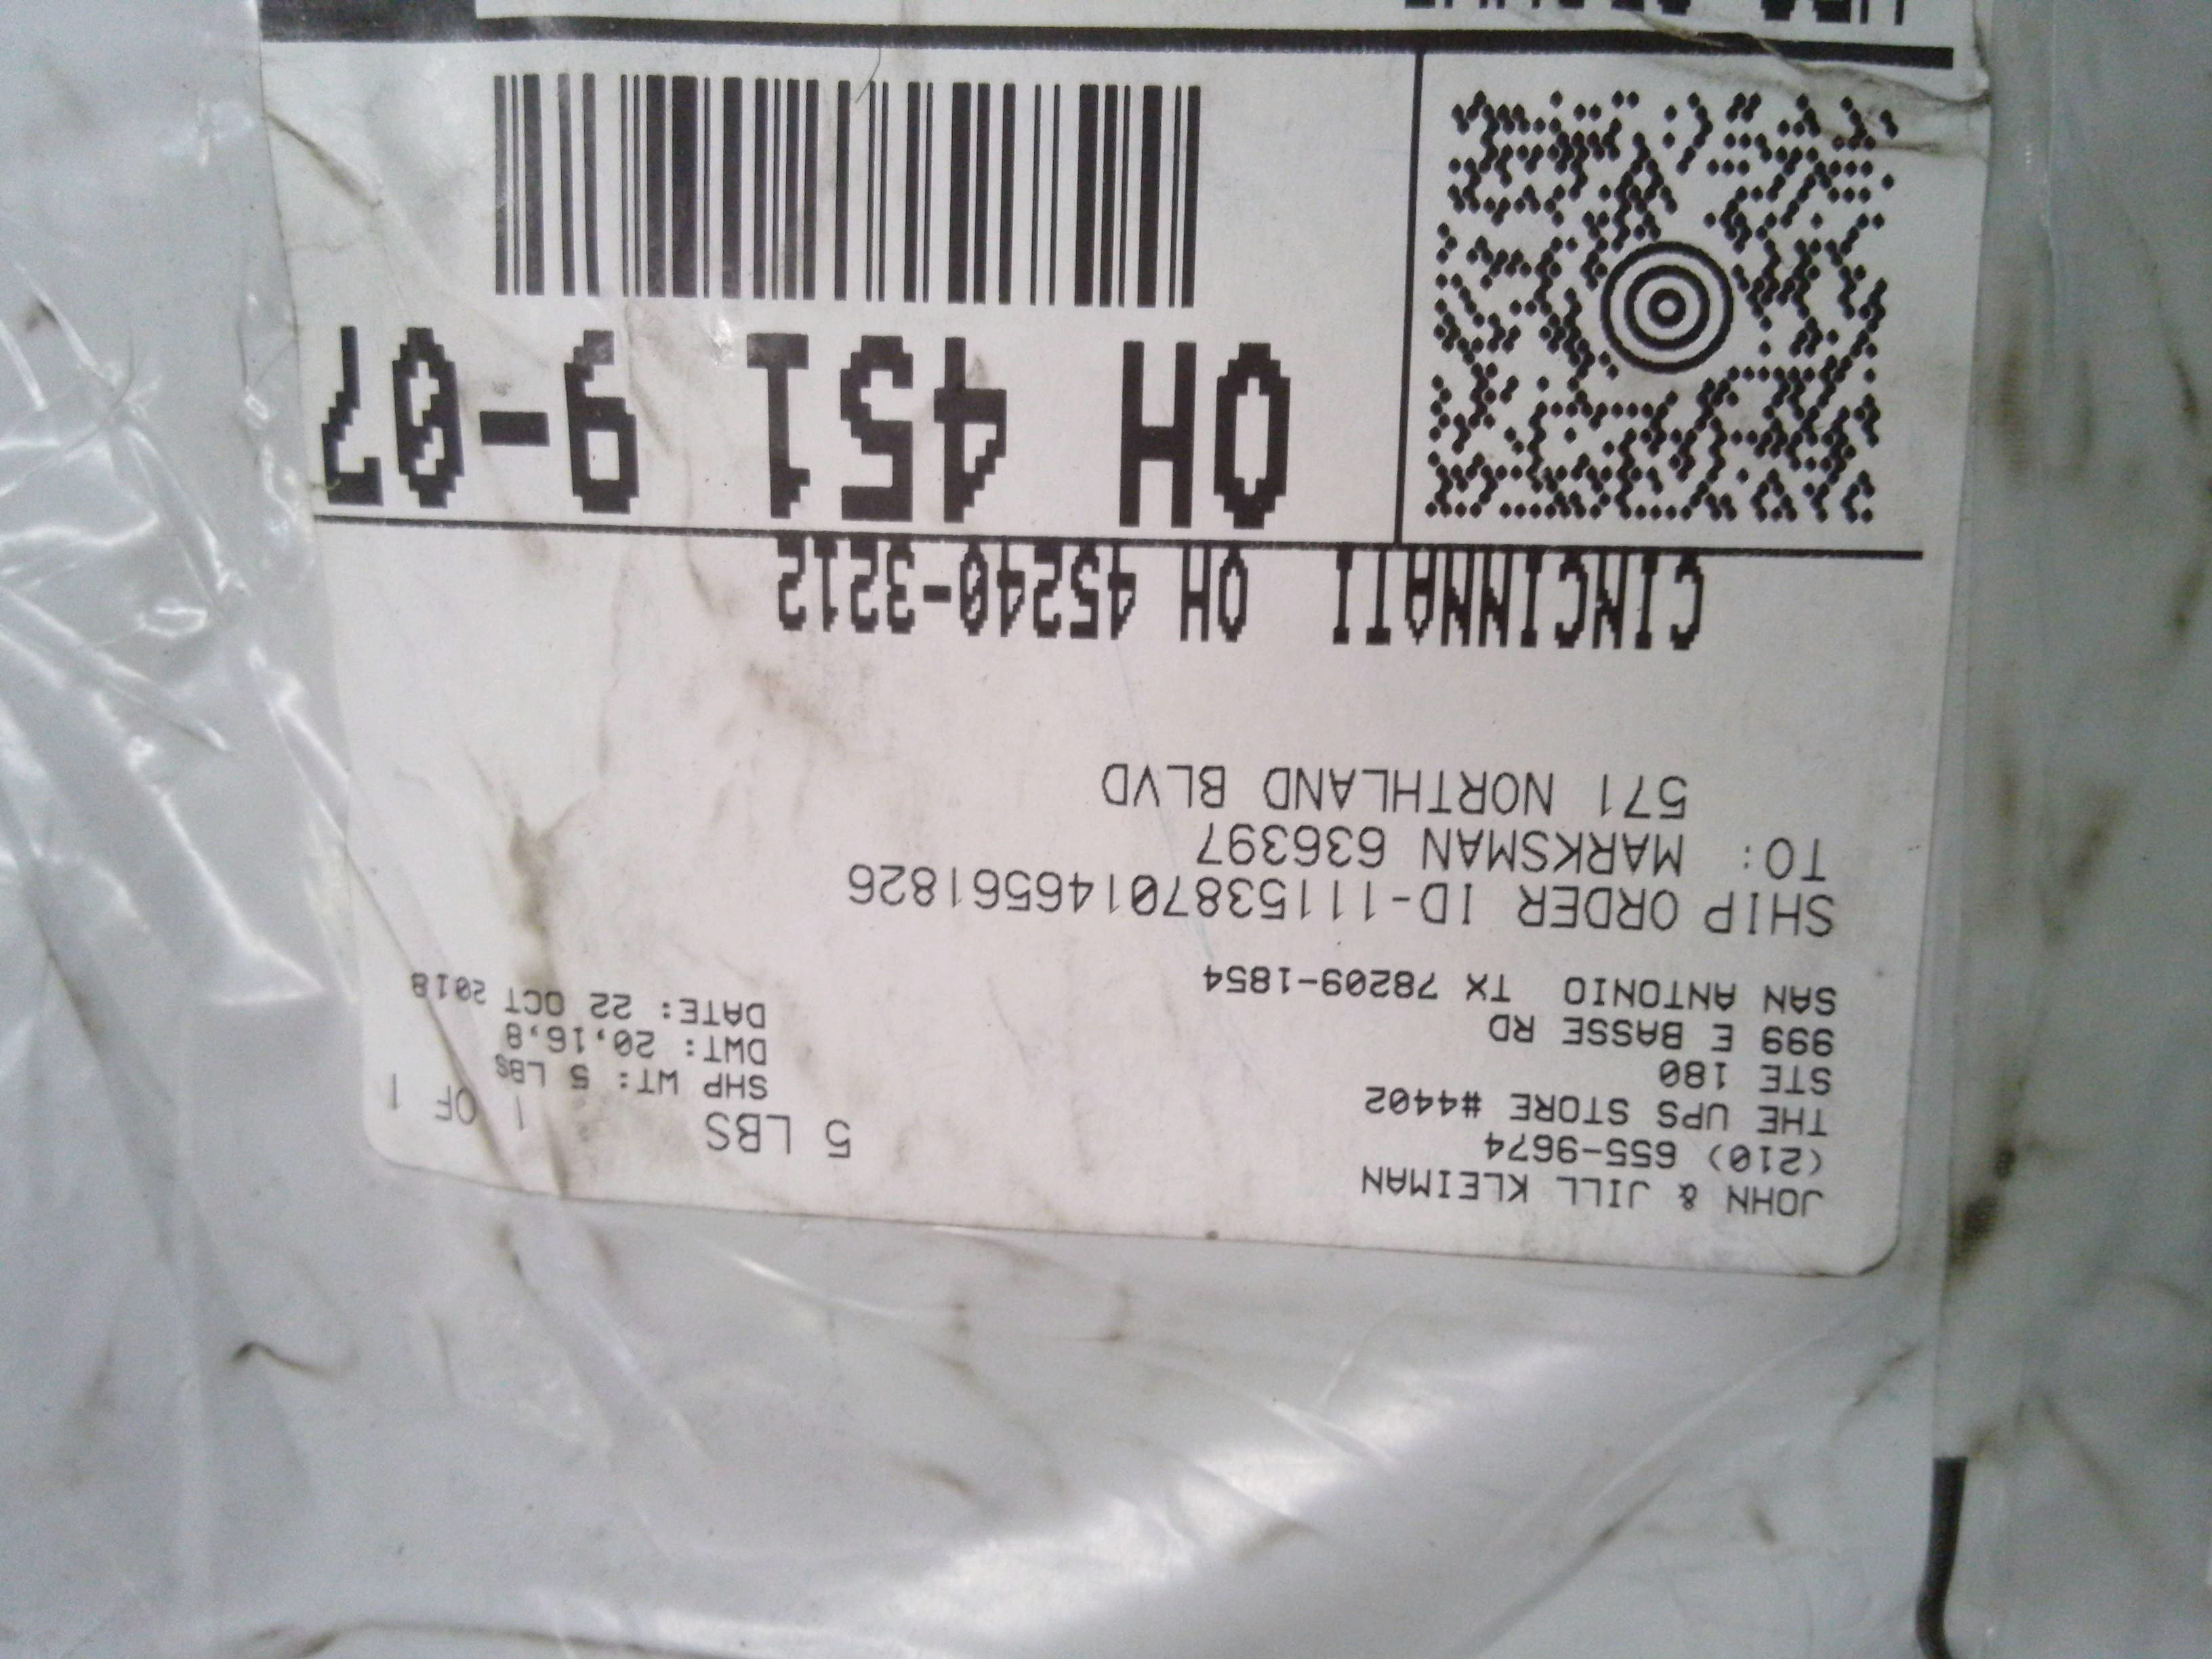 JOHN & JILL KLEIMAN
(210) 655-9674
THE UPS STORE #4402
STE 180
999 E BASSE RD
SAN ANTONIO TX 78209-1854
5 LBS
1 OF 1
SHP WT: 5 LBS
DWT: 20,16,8
DATE: 22 OCT 2018
SHIP ORDER ID-1115387014656 1826
TO: MARKSMAN 636397
571 NORTHLAND BLVD
CINCINNATI OH 45240-3212
OH 451 9-07